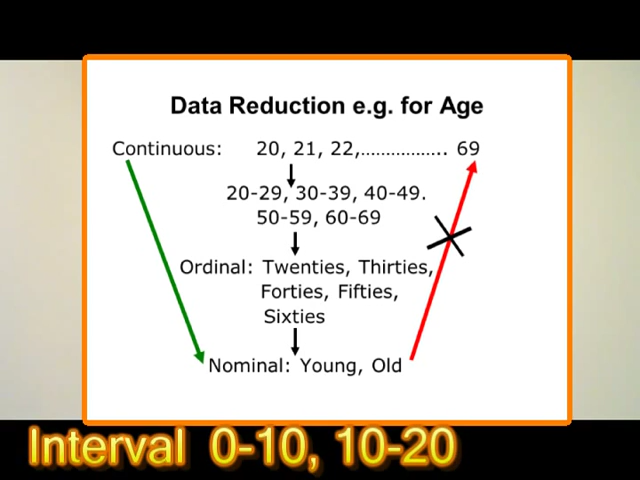 Data Reduction e.g. for Age
Continuous: 20, 21, 22,................. 69
20-29, 30-39, 40-49.
50-59, 60-69
Ordinal: Twenties, Thirties,
Forties, Fifties,
Sixties
Nominal: Young, Old
Interval 0-10, 10-20